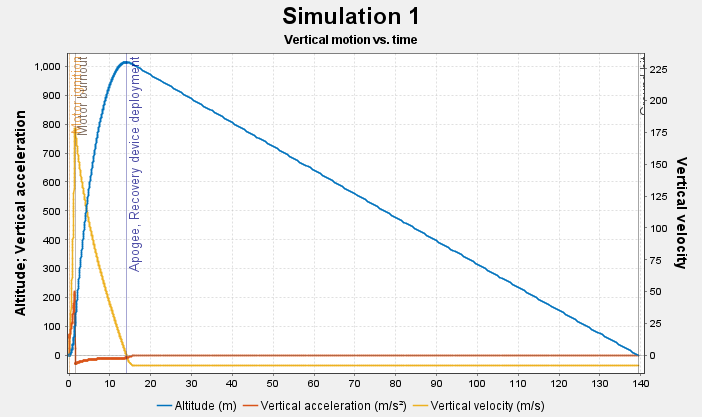 Simulation 1
Vertical motion vs. time
Altitude; Vertical acceleration
1,000
900
800
700
600
500
400
300
200
100
0
Motor burnout
Apogee, Recovery device deployment
225
200
175
150
125
100
75
50
25
0
Vertical velocity
0 10 20 30 40 50 60 70 80 90 100 110 120 130 140
Altitude (m) Vertical acceleration (m/s²) Vertical velocity (m/s)